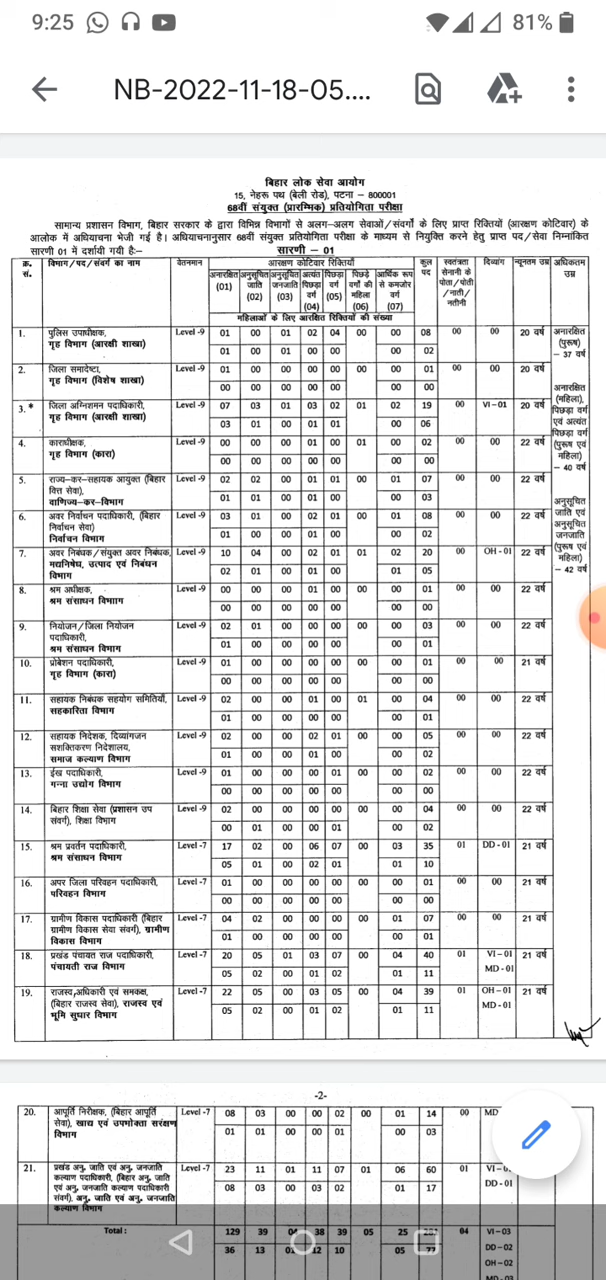 9:25
81%
NB-2022-11-18-05....
बिहार लोक सेवा आयोग
15, नेहरू पथ (बेली रोड), पटना – 800001
68वीं संयुक्त (प्रारम्भिक) प्रतियोगिता परीक्षा
सामान्य प्रशासन विभाग, बिहार सरकार के द्वारा विभिन्न विभागों से अलग–अलग सेवाओं/संवर्गों के लिए प्राप्त रिक्तियों (आरक्षण कोटिवार) के
आलोक में अधियाचना भेजी गई है। अधियाचनानुसार 68वीं संयुक्त प्रतियोगिता परीक्षा के माध्यम से नियुक्ति करने हेतु प्राप्त पद/सेवा निम्नांकित
सारणी 01 में दर्शायी गयी है:–
सारणी – 01
क्र. सं. विभाग/पद/संवर्ग का नाम वेतनमान आरक्षण कोटिवार रिक्तियाँ कुल पद स्वतंत्रता सेनानी के पोता/पोती /नाती/ नतीनी दिव्यांग न्यूनतम उम्र अधिकतम उम्र
अनारक्षित (01) अनुसूचित जाति (02) अनुसूचित जनजाति (03) अत्यंत पिछड़ा वर्ग (04) पिछड़ा वर्ग (05) पिछड़े वर्गों की महिला (06) आर्थिक रूप से कमजोर वर्ग (07)
महिलाओं के लिए आरक्षित रिक्तियों की संख्या
1. पुलिस उपाधीक्षक, Level -9 01 00 01 02 04 00 00 08 00 00 20 वर्ष
गृह विभाग (आरक्षी शाखा) 01 00 01 00 00 00 02
2. जिला समादेष्टा, Level -9 01 00 00 00 00 00 00 01 00 00 20 वर्ष
गृह विभाग (विशेष शाखा) 00 00 00 00 00 00 00
3.* जिला अग्निशमन पदाधिकारी, Level -9 07 03 01 03 02 01 02 19 00 VI -01 20 वर्ष
गृह विभाग (आरक्षी शाखा) 03 01 00 01 01 00 06
4. काराधीक्षक, Level -9 00 00 00 01 00 01 00 02 00 00 22 वर्ष
गृह विभाग (कारा) 00 00 00 00 00 00 00
5. राज्य–कर–सहायक आयुक्त (बिहार Level -9 02 02 00 01 01 00 01 07 00 00 22 वर्ष
वित्त सेवा), 01 01 00 01 00 00 03
वाणिज्य–कर–विभाग
6. अवर निर्वाचन पदाधिकारी, (बिहार Level -9 03 01 00 02 01 00 01 08 00 00 22 वर्ष
निर्वाचन सेवा) 01 00 00 01 00 00 02
निर्वाचन विभाग
7. अवर निबंधक/संयुक्त अवर निबंधक, Level -9 10 04 00 02 01 01 02 20 00 OH -01 22 वर्ष
मद्यनिषेध, उत्पाद एवं निबंधन 02 01 00 01 00 01 05
विभाग
8. श्रम अधीक्षक, Level -9 00 00 00 01 00 00 00 01 00 00 22 वर्ष
श्रम संसाधन विभााग 00 00 00 00 00 00 00
9. नियोजन/जिला नियोजन Level -9 02 01 00 00 00 00 00 03 00 00 22 वर्ष
पदाधिकारी, 01 00 00 00 00 00 01
श्रम संसाधन विभाग
10. प्रोबेशन पदाधिकारी, Level -9 01 00 00 00 00 00 00 01 00 00 21 वर्ष
गृह विभाग (कारा) 00 00 00 00 00 00 00
11. सहायक निबंधक सहयोग समितियाँ, Level -9 02 00 00 01 00 01 00 04 00 00 22 वर्ष
सहकारिता विभाग 01 00 00 00 00 00 01
12. सहायक निदेशक, दिव्यांगजन Level -9 02 00 00 02 01 00 00 05 00 00 22 वर्ष
सशक्तिकरण निदेशालय, 01 00 00 01 00 00 02
समाज कल्याण विभाग
13. ईख पदाधिकारी, Level -9 01 00 00 00 01 00 00 02 00 00 22 वर्ष
गन्ना उद्योग विभाग 00 00 00 00 00 00 00
14. बिहार शिक्षा सेवा (प्रशासन उप Level -9 02 00 00 00 00 00 00 04 00 00 22 वर्ष
संवर्ग), शिक्षा विभाग 00 01 00 00 01 00 02
15. श्रम प्रवर्तन पदाधिकारी, Level -7 17 02 00 06 07 00 03 35 01 DD -01 21 वर्ष
श्रम संसाधन विभाग 05 01 00 02 01 01 10
16. अपर जिला परिवहन पदाधिकारी, Level -7 01 00 00 00 00 00 00 01 00 00 21 वर्ष
परिवहन विभाग 00 00 00 00 00 00 00
17. ग्रामीण विकास पदाधिकारी (बिहार Level -7 04 02 00 00 00 00 01 07 00 00 21 वर्ष
ग्रामीण विकास सेवा संवर्ग), ग्रामीण 01 00 00 00 00 00 01
विकास विभाग
18. प्रखंड पंचायत राज पदाधिकारी, Level -7 20 05 01 03 07 00 04 40 01 VI -01 21 वर्ष
पंचायती राज विभाग 05 02 00 01 02 01 11 MD -01
19. राजस्व अधिकारी एवं समकक्ष, Level -7 22 05 00 03 05 00 04 39 01 OH -01 21 वर्ष
(बिहार राजस्व सेवा), राजस्व एवं 05 02 00 01 02 01 11 MD -01
भूमि सुधार विभाग
अनारक्षित
(पुरूष)
– 37 वर्ष
अनारक्षित
(महिला),
पिछड़ा वर्ग
एवं अत्यंत
पिछड़ा वर्ग
(पुरूष एवं
महिला)
– 40 वर्ष
अनुसूचित
जाति एवं
अनुसूचित
जनजाति
(पुरूष एवं
महिला)
– 42 वर्ष
-2-
20. आपूर्ति निरीक्षक, (बिहार आपूर्ति Level -7 08 03 00 00 02 00 01 14 00 MD
सेवा), खाद्य एवं उपभोक्ता संरक्षण 01 01 00 00 01 00 03
विभाग
21. प्रखंड अनु. जाति एवं अनु. जनजाति Level -7 23 11 01 11 07 01 06 60 01
कल्याण पदाधिकारी, (बिहार अनु. जाति 08 03 00 03 02 01 17 DD -01
एवं अनु. जनजाति कल्याण पदाधिकारी
संवर्ग), अनु. जाति एवं अनु. जनजाति
कल्याण विभाग
Total : 129 39 38 39 05 25 04 VI -03
36 13 12 10 05 77 DD -02
OH -02
MD -03